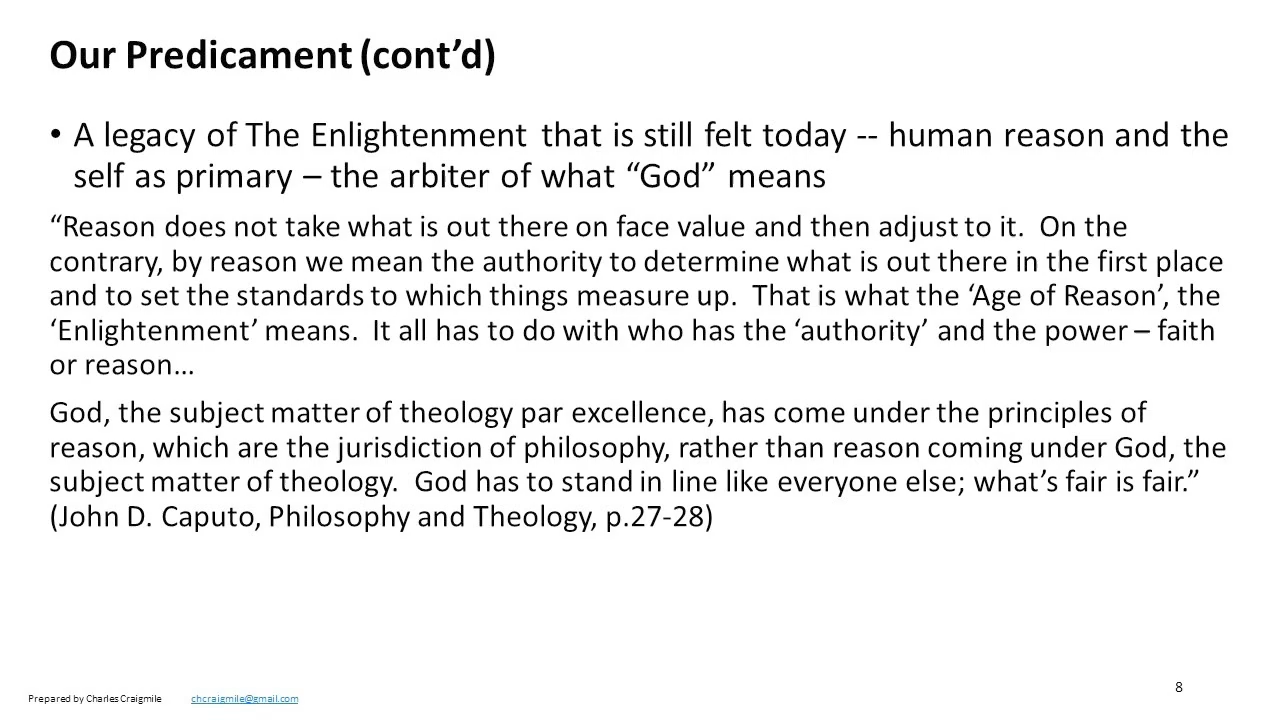 Our Predicament (cont’d)
• A legacy of The Enlightenment that is still felt today -- human reason and the
self as primary – the arbiter of what “God” means
“Reason does not take what is out there on face value and then adjust to it.  On the
contrary, by reason we mean the authority to determine what is out there in the first place
and to set the standards to which things measure up.  That is what the ‘Age of Reason’, the
‘Enlightenment’ means.  It all has to do with who has the ‘authority’ and the power – faith
or reason…
God, the subject matter of theology par excellence, has come under the principles of
reason, which are the jurisdiction of philosophy, rather than reason coming under God, the
subject matter of theology.  God has to stand in line like everyone else; what’s fair is fair.”
(John D. Caputo, Philosophy and Theology, p.27-28)
Prepared by Charles Craigmile chcraigmile@gmail.com
8